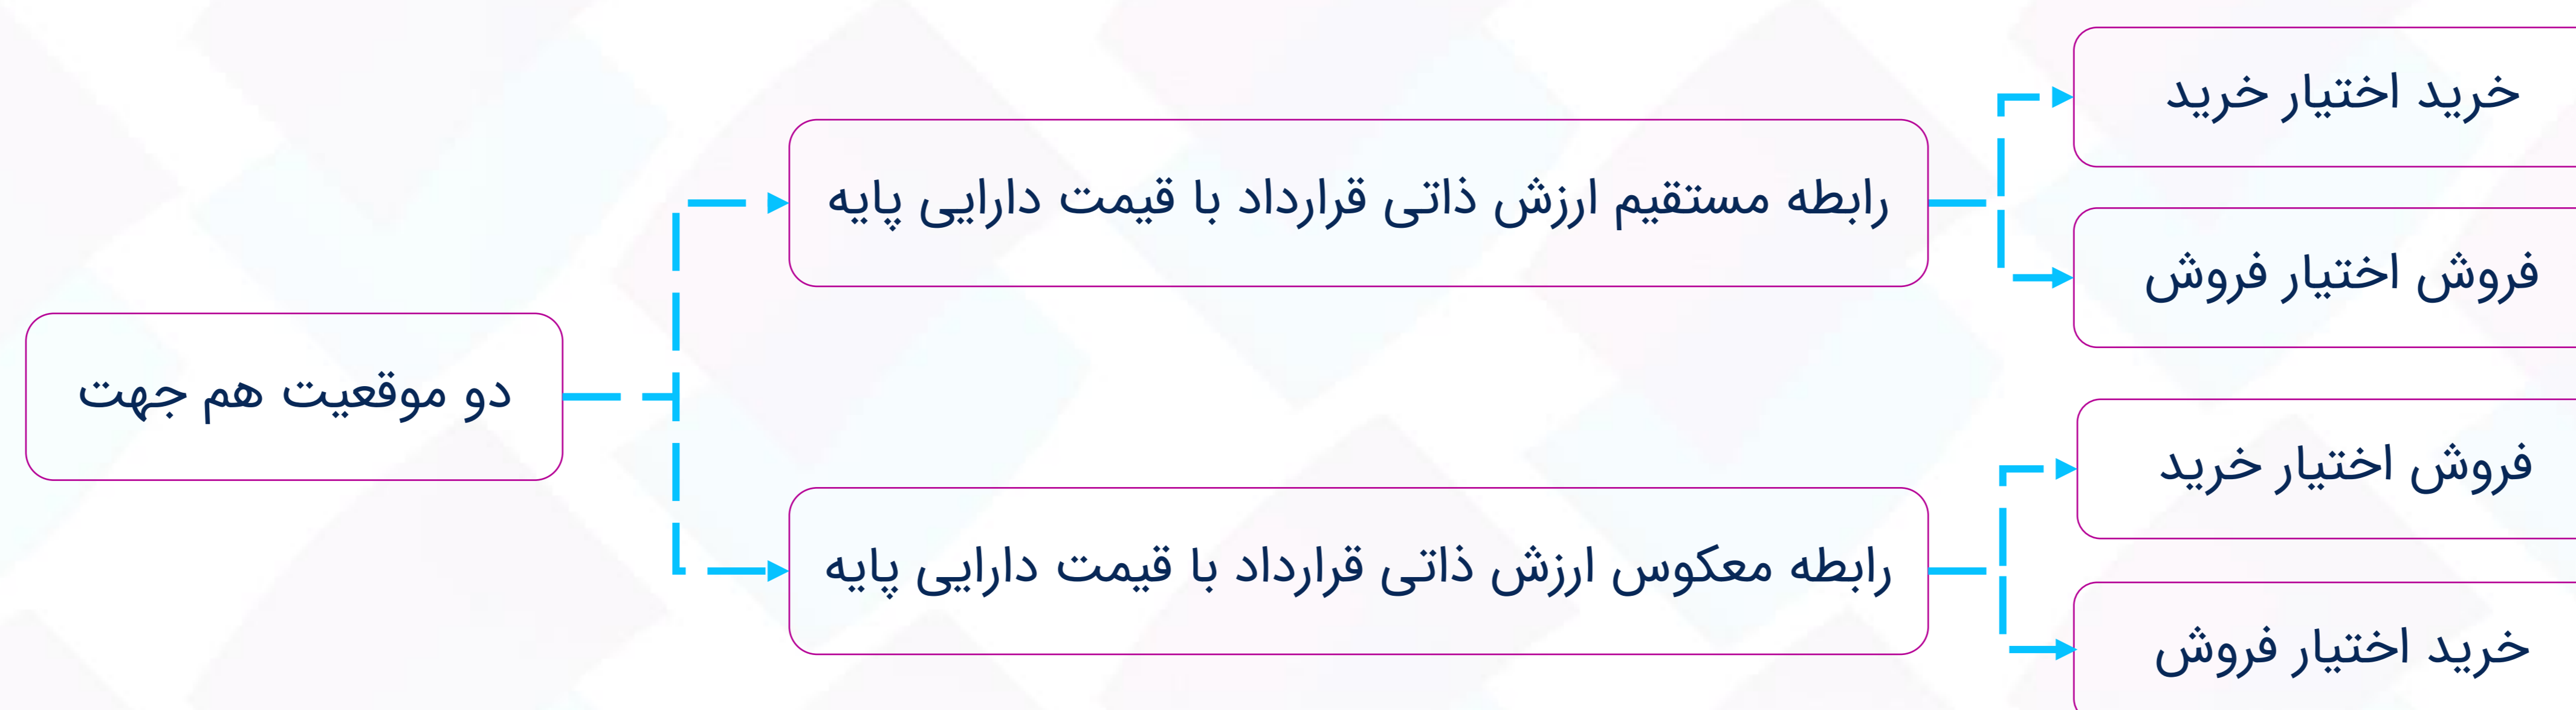 دو موقعیت هم جهت
رابطه مستقیم ارزش ذاتی قرارداد با قیمت دارایی پایه
خرید اختیار خرید
فروش اختیار فروش
رابطه معکوس ارزش ذاتی قرارداد با قیمت دارایی پایه
فروش اختیار خرید
خرید اختیار فروش